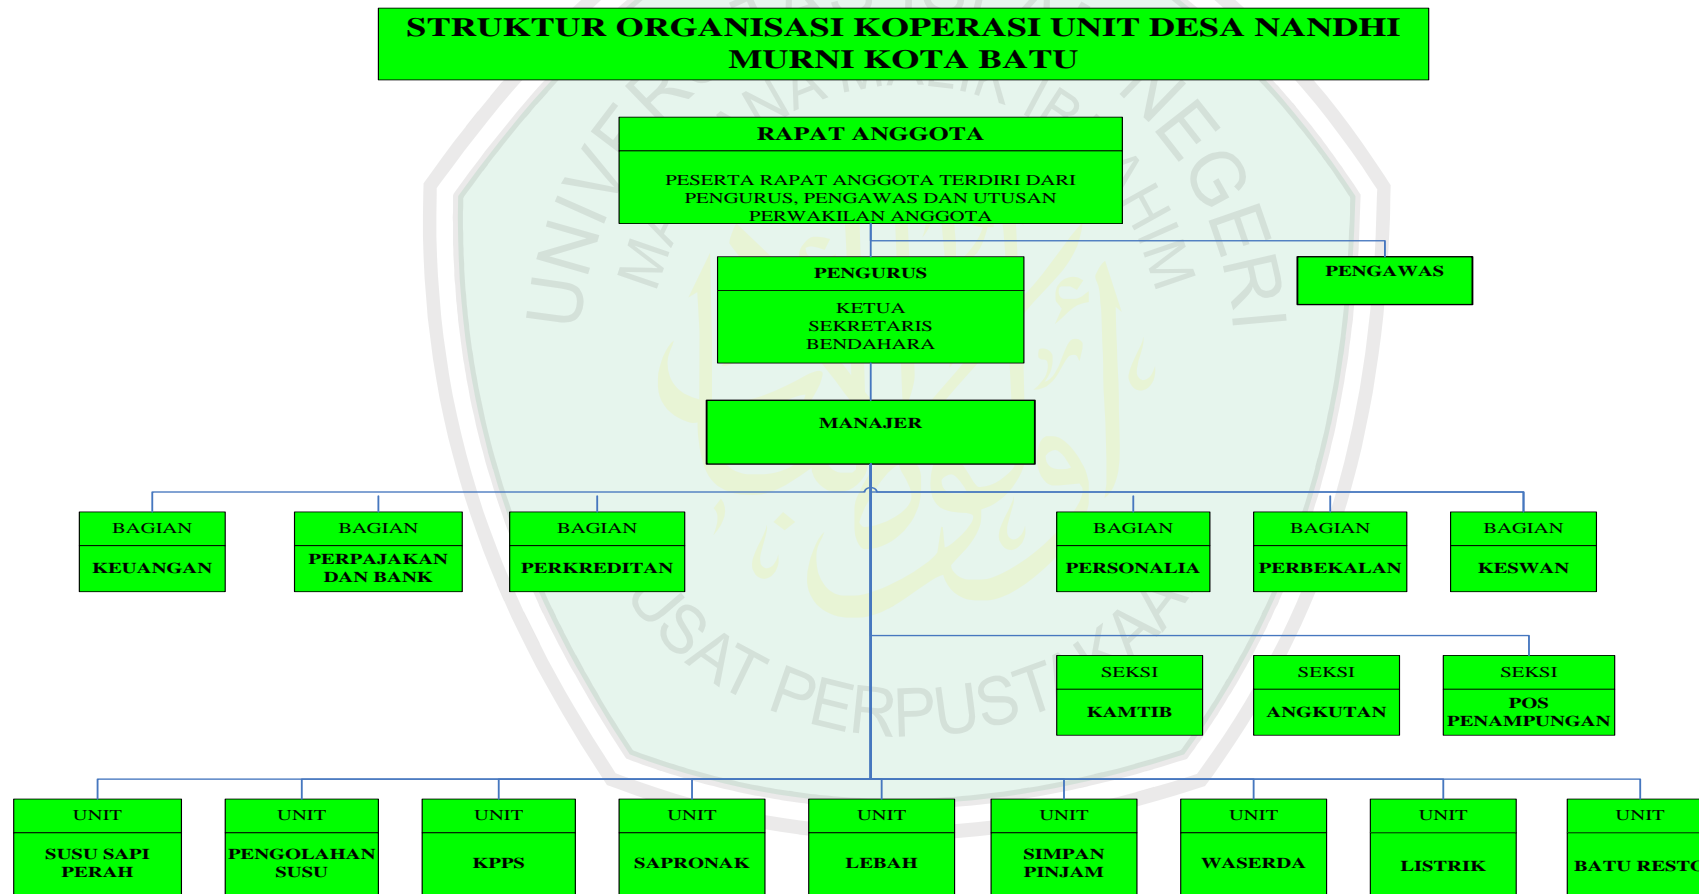 STRUKTUR ORGANISASI KOPERASI UNIT DESA NANDHI
MURNI KOTA BATU
RAPAT ANGGOTA
PESERTA RAPAT ANGGOTA TERDIRI DARI
PENGURUS, PENGAWAS DAN UTUSAN
PERWAKILAN ANGGOTA
PENGURUS
KETUA
SEKRETARIS
BENDAHARA
PENGAWAS
MANAJER
BAGIAN
KEUANGAN
BAGIAN
PERPAJAKAN
DAN BANK
BAGIAN
PERKREDITAN
BAGIAN
PERSONALIA
BAGIAN
PERBEKALAN
BAGIAN
KESWAN
SEKSI
KAMTIB
SEKSI
ANGKUTAN
SEKSI
POS
PENAMPUNGAN
UNIT
SUSU SAPI
PERAH
UNIT
PENGOLAHAN
SUSU
UNIT
KPPS
UNIT
SAPRONAK
UNIT
LEBAH
UNIT
SIMPAN
PINJAM
UNIT
WASERDA
UNIT
LISTRIK
UNIT
BATU RESTO